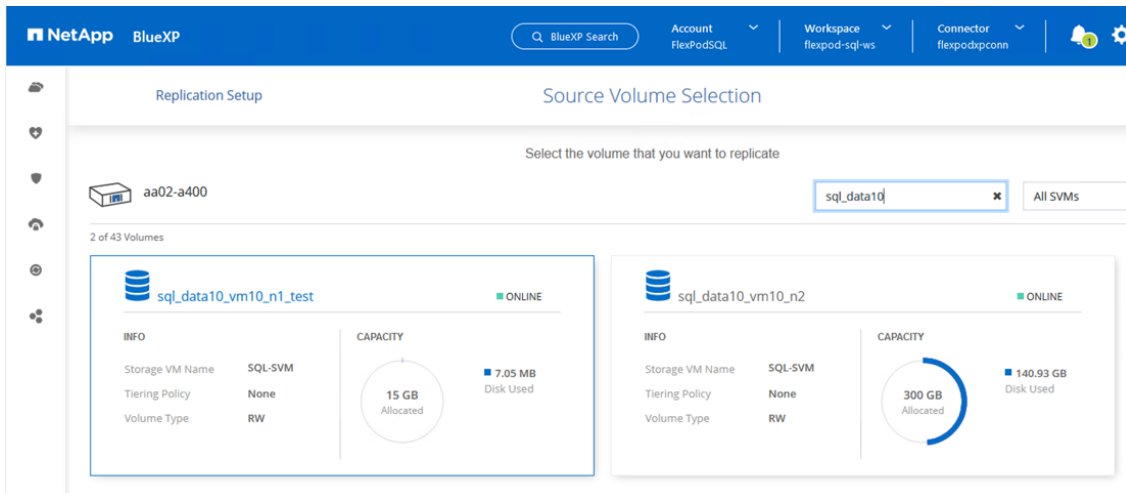 NetApp BlueXP
BlueXP Search
Account
FlexPodSQL
Workspace
flexpod-sql-ws
Connector
flexpodxpconn
1
Replication Setup
Source Volume Selection
Select the volume that you want to replicate
aa02-a400
sql_data10
All SVMs
2 of 43 Volumes
sql_data10_vm10_n1_test
ONLINE
INFO
CAPACITY
Storage VM Name SQL-SVM
Tiering Policy None
Volume Type RW
15 GB
Allocated
7.05 MB
Disk Used
sql_data10_vm10_n2
ONLINE
INFO
CAPACITY
Storage VM Name SQL-SVM
Tiering Policy None
Volume Type RW
300 GB
Allocated
140.93 GB
Disk Used